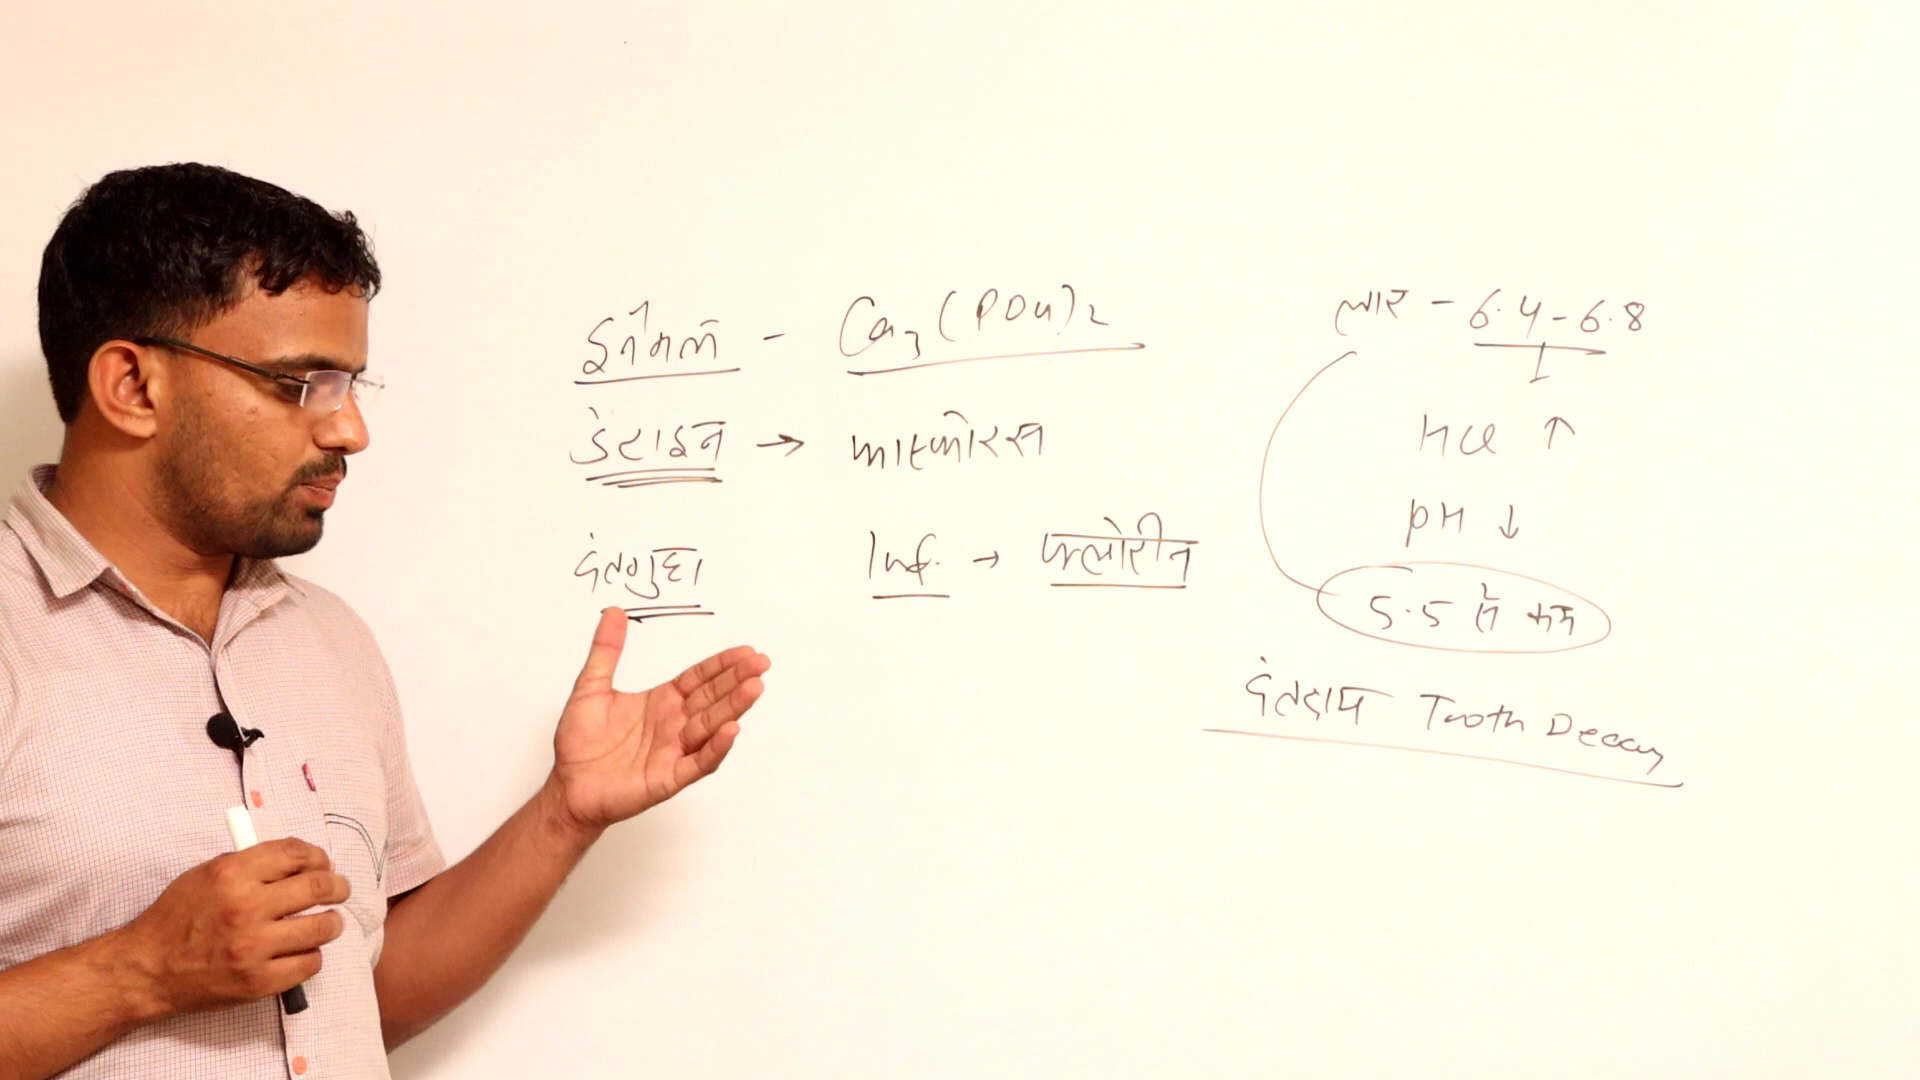 इनेमल - Ca3(PO4)2
डेंटाइन → फास्फोरस
दंतगुहा Inf. → फ्लोरीन
लार - 6.4-6.8
HCl ↑
pH ↓
5.5 से कम
दंतक्षय Tooth Decay